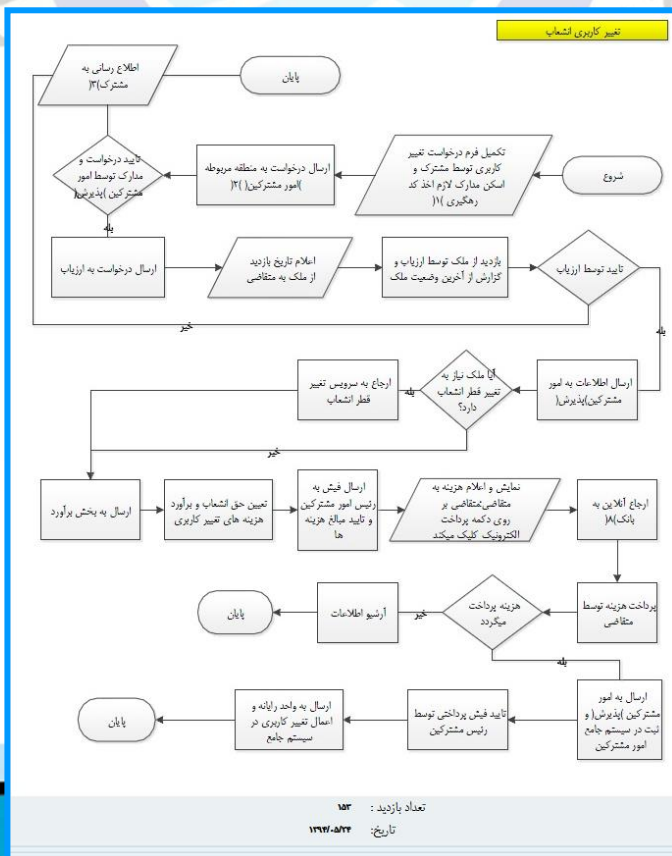 تغییر کاربری انشعاب
اطلاع رسانی به
مشترک)۳(
پایان
شروع
تکمیل فرم درخواست تغییر
کاربری توسط مشترک و
اسکن مدارک لازم اخذ کد
رهگیری )۱(
ارسال درخواست به منطقه مربوطه
)امور مشترکین( )۲(
تایید درخواست و
مدارک توسط امور
مشترکین )پذیرش(
بله
ارسال درخواست به ارزیاب
اعلام تاریخ بازدید
از ملک به متقاضی
بازدید از ملک توسط ارزیاب و
گزارش از آخرین وضعیت ملک
تایید توسط ارزیاب
خیر
بله
ارسال اطلاعات به امور
مشترکین)پذیرش(
آیا ملک نیاز به
تغییر قطر انشعاب
دارد؟
بله
ارجاع به سرویس تغییر
قطر انشعاب
خیر
ارسال به بخش برآورد
تعیین حق انشعاب و برآورد
هزینه های تغییر کاربری
ارسال فیش به
رئیس امور مشترکین
و تایید مبالغ هزینه
ها
نمایش و اعلام هزینه به
متقاضی:متقاضی بر
روی دکمه پرداخت
الکترونیک کلیک میکند
ارجاع آنلاین به
بانک)۸(
پرداخت هزینه توسط
متقاضی
هزینه پرداخت
میگردد
خیر
آرشیو اطلاعات
پایان
بله
ارسال به امور
مشترکین )پذیرش( و
ثبت در سیستم جامع
امور مشترکین
تایید فیش پرداختی توسط
رئیس مشترکین
ارسال به واحد رایانه و
اعمال تغییر کاربری در
سیستم جامع
پایان
تعداد بازدید : ۱۵۳
تاریخ: ۱۳۹۴/۰۵/۲۴